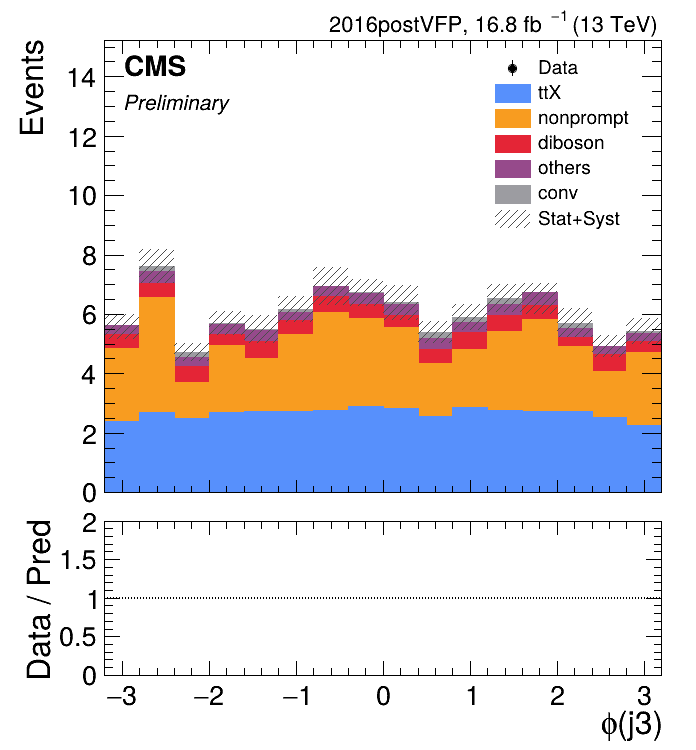 2016postVFP, 16.8 fb⁻¹ (13 TeV)
Events
CMS
Preliminary
Data
ttX
nonprompt
diboson
others
conv
Stat+Syst
14
12
10
8
6
4
2
0
Data / Pred
2
1.5
1
0.5
0
−3 −2 −1 0 1 2 3
ϕ(j3)